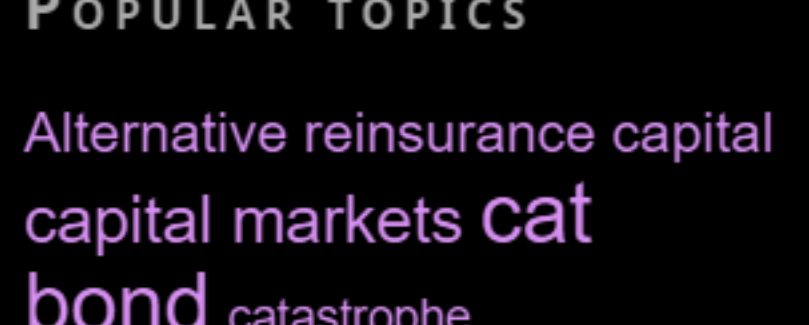 Popular topics
Alternative reinsurance capital
capital markets cat
bond catastrophe